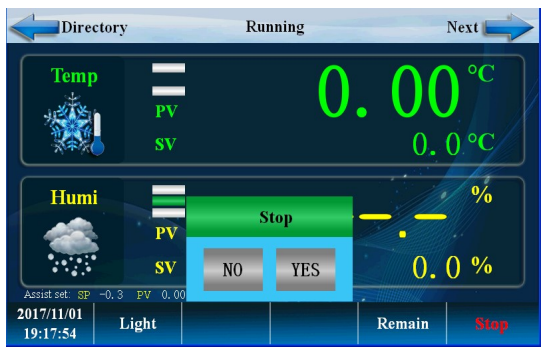 Directory Running Next
Temp
0.00 °C
PV
SV 0.0 °C
Humi
%
--.-
PV
Stop
SV 0.0 %
NO YES
Assist set: SP -0.3 PV 0.00
2017/11/01
19:17:54
Light
Remain
Stop